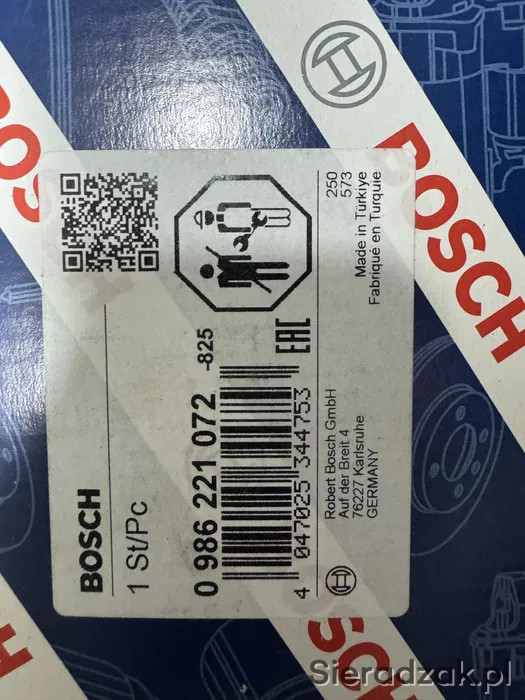 BOSCH
BOSCH
BOSCH
BOSCH
BOSCH
1 St/Pc
0 986 221 072
-825
4 047025 344753
EAC
Robert Bosch GmbH
Auf der Breit 4
76227 Karlsruhe
GERMANY
250
573
Made in Türkiye
Fabriqué en Turquie
Sieradzak.pl